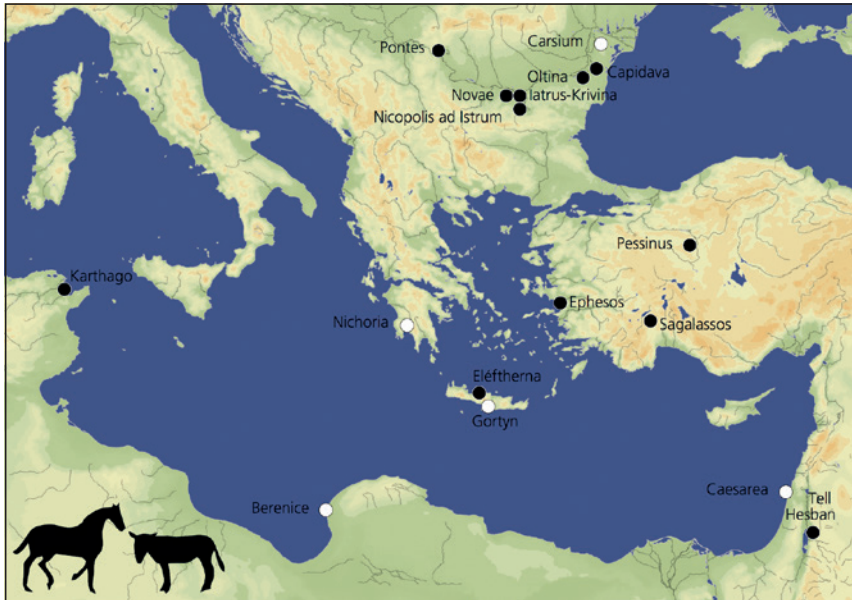 Carsium
Pontes
Oltina
Capidava
Novae
Iatrus-Krivina
Nicopolis ad Istrum
Pessinus
Karthago
Ephesos
Nichoria
Sagalassos
Eléftherna
Gortyn
Caesarea
Tell
Hesban
Berenice